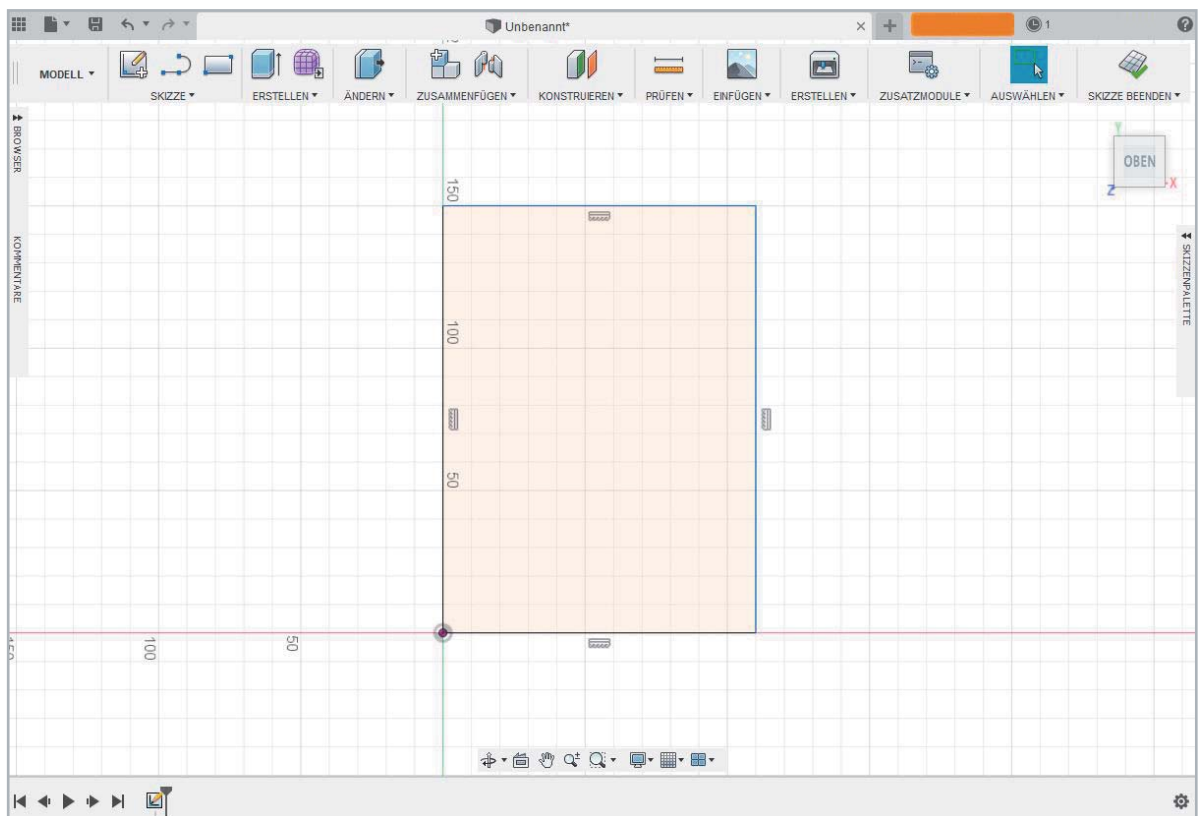 Unbenannt*
1
MODELL
SKIZZE
ERSTELLEN
ÄNDERN
ZUSAMMENFÜGEN
KONSTRUIEREN
PRÜFEN
EINFÜGEN
ERSTELLEN
ZUSATZMODULE
AUSWÄHLEN
SKIZZE BEENDEN
BROWSER
KOMMENTARE
Y
OBEN
Z
X
SKIZZENPALETTE
150
100
50
100
50